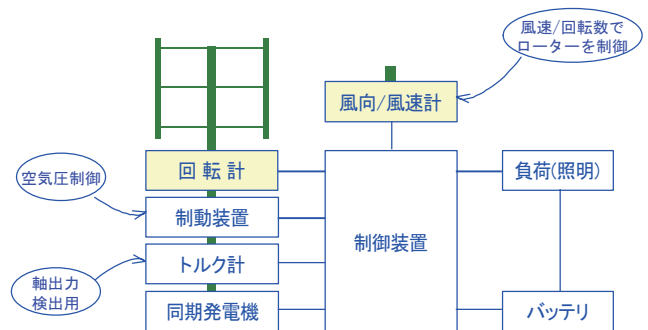 風速/回転数で
ローターを制御
風向/風速計
回 転 計
空気圧制御
制動装置
トルク計
軸出力
検出用
同期発電機
制御装置
負荷(照明)
バッテリ